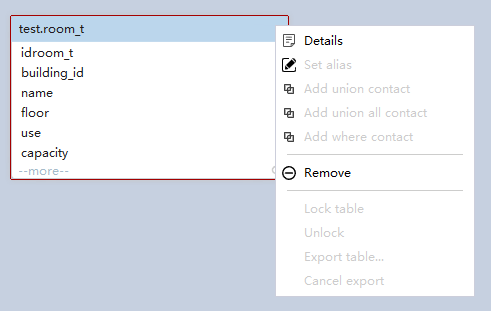 test.room_t
idroom_t
building_id
name
floor
use
capacity
--more--
Details
Set alias
Add union contact
Add union all contact
Add where contact
Remove
Lock table
Unlock
Export table...
Cancel export